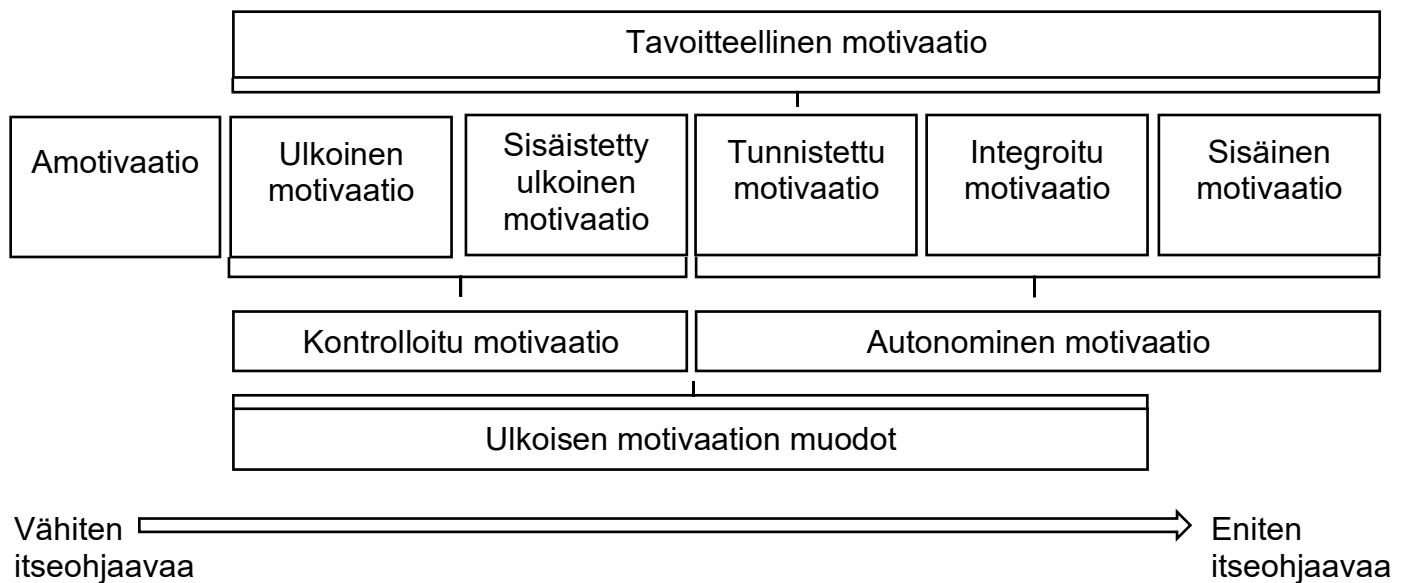 Tavoitteellinen motivaatio
Amotivaatio
Ulkoinen
motivaatio
Sisäistetty
ulkoinen
motivaatio
Tunnistettu
motivaatio
Integroitu
motivaatio
Sisäinen
motivaatio
Kontrolloitu motivaatio
Autonominen motivaatio
Ulkoisen motivaation muodot
Vähiten
itseohjaavaa
Eniten
itseohjaavaa